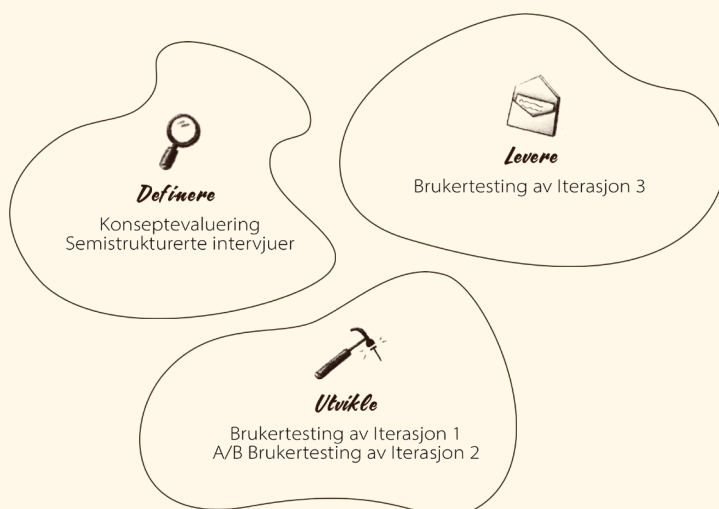 Definere
Konseptevaluering
Semistrukturerte intervjuer
Levere
Brukertesting av Iterasjon 3
Utvikle
Brukertesting av Iterasjon 1
A/B Brukertesting av Iterasjon 2